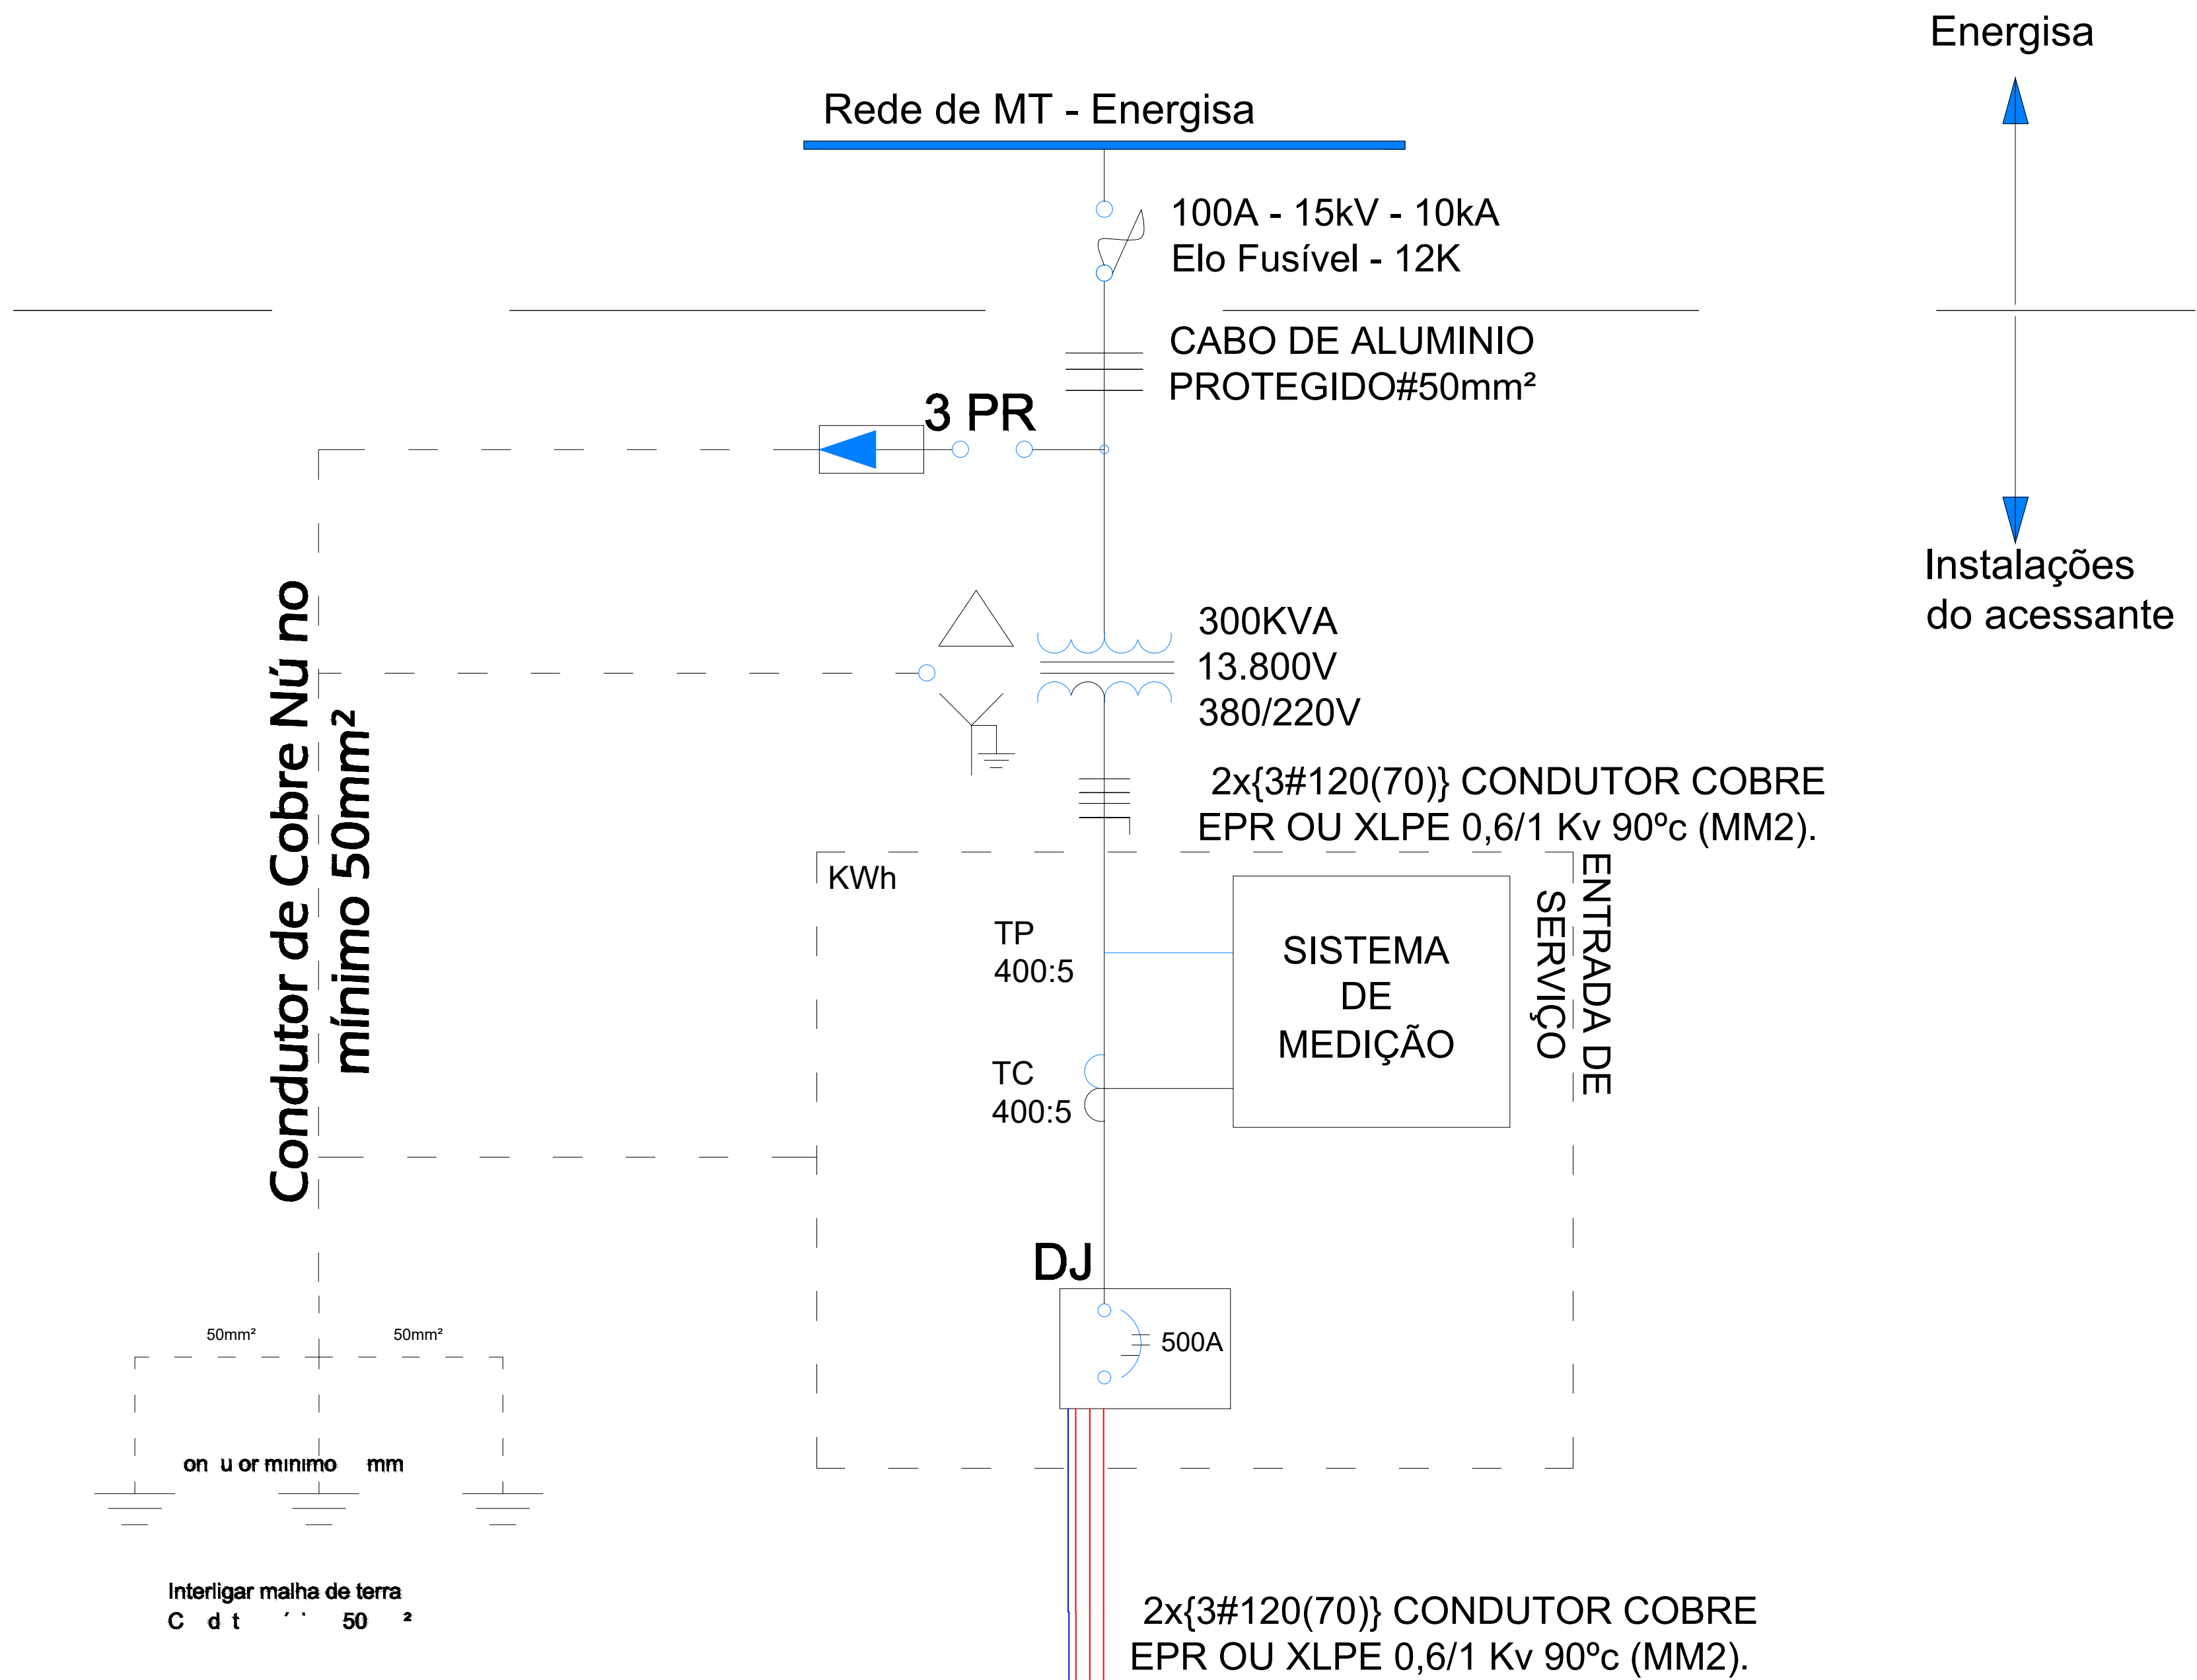 Energisa
Rede de MT - Energisa
100A - 15kV - 10kA
Elo Fusível - 12K
CABO DE ALUMINIO
PROTEGIDO#50mm²
3 PR
Instalações
do acessante
Condutor de Cobre Nú no
mínimo 50mm²
300KVA
13.800V
380/220V
2x{3#120(70)} CONDUTOR COBRE
EPR OU XLPE 0,6/1 Kv 90ºc (MM2).
KWh
ENTRADA DE
SERVIÇO
TP
400:5
SISTEMA
DE
MEDIÇÃO
TC
400:5
DJ
500A
50mm²
50mm²
mm
Interligar malha de terra
50 ²
2x{3#120(70)} CONDUTOR COBRE
EPR OU XLPE 0,6/1 Kv 90ºc (MM2).